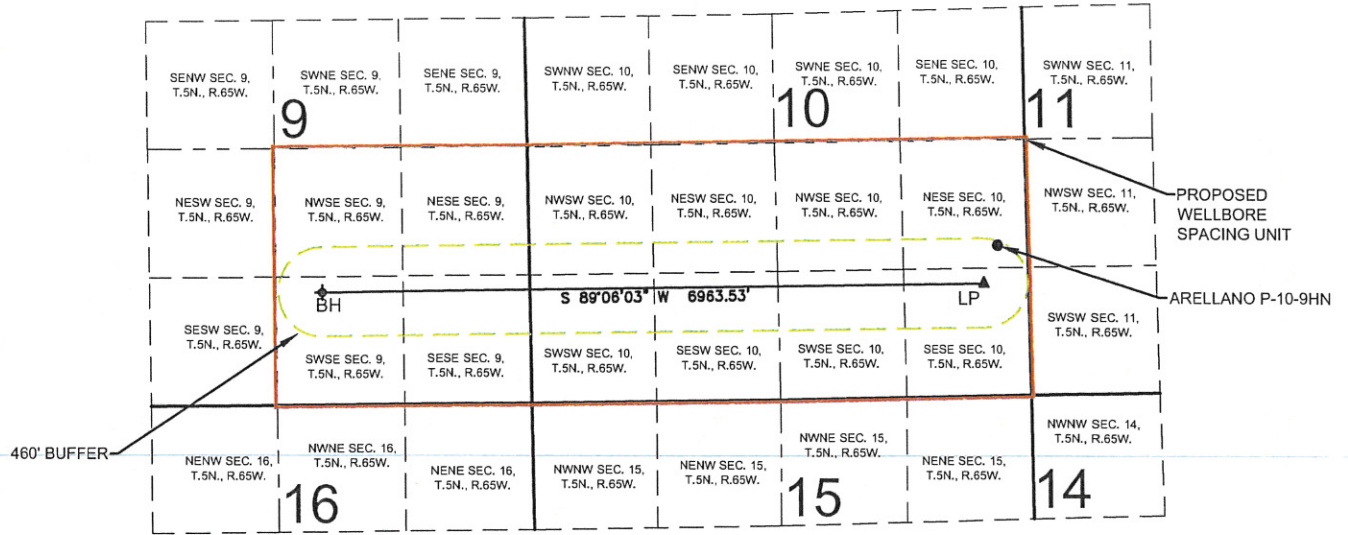 SENW SEC. 9,
T.5N., R.65W.
SWNE SEC. 9,
T.5N., R.65W.
SENE SEC. 9,
T.5N., R.65W.
SWNW SEC. 10,
T.5N., R.65W.
SENW SEC. 10,
T.5N., R.65W.
SWNE SEC. 10,
T.5N., R.65W.
SENE SEC. 10,
T.5N., R.65W.
SWNW SEC. 11,
T.5N., R.65W.
9
10
11
NESW SEC. 9,
T.5N., R.65W.
NWSE SEC. 9,
T.5N., R.65W.
NESE SEC. 9,
T.5N., R.65W.
NWSW SEC. 10,
T.5N., R.65W.
NESW SEC. 10,
T.5N., R.65W.
NWSE SEC. 10,
T.5N., R.65W.
NESE SEC. 10,
T.5N., R.65W.
NWSW SEC. 11,
T.5N., R.65W.
PROPOSED
WELLBORE
SPACING UNIT
BH
S 89°06'03" W 6963.53'
LP
ARELLANO P-10-9HN
SESW SEC. 9,
T.5N., R.65W.
SWSE SEC. 9,
T.5N., R.65W.
SESE SEC. 9,
T.5N., R.65W.
SWSW SEC. 10,
T.5N., R.65W.
SESW SEC. 10,
T.5N., R.65W.
SWSE SEC. 10,
T.5N., R.65W.
SESE SEC. 10,
T.5N., R.65W.
SWSW SEC. 11,
T.5N., R.65W.
460' BUFFER
NENW SEC. 16,
T.5N., R.65W.
NWNE SEC. 16,
T.5N., R.65W.
NENE SEC. 16,
T.5N., R.65W.
NWNW SEC. 15,
T.5N., R.65W.
NENW SEC. 15,
T.5N., R.65W.
NWNE SEC. 15,
T.5N., R.65W.
NENE SEC. 15,
T.5N., R.65W.
NWNW SEC. 14,
T.5N., R.65W.
16
15
14